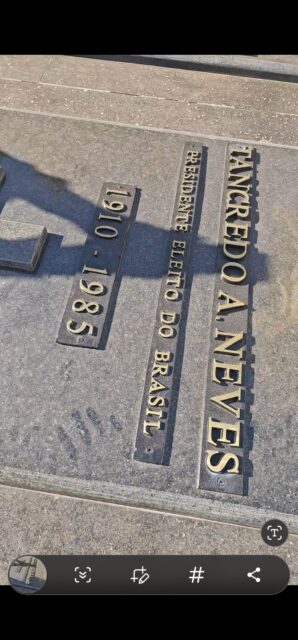 TANCREDO A. NEVES
PRESIDENTE ELEITO DO BRASIL
1910 - 1985